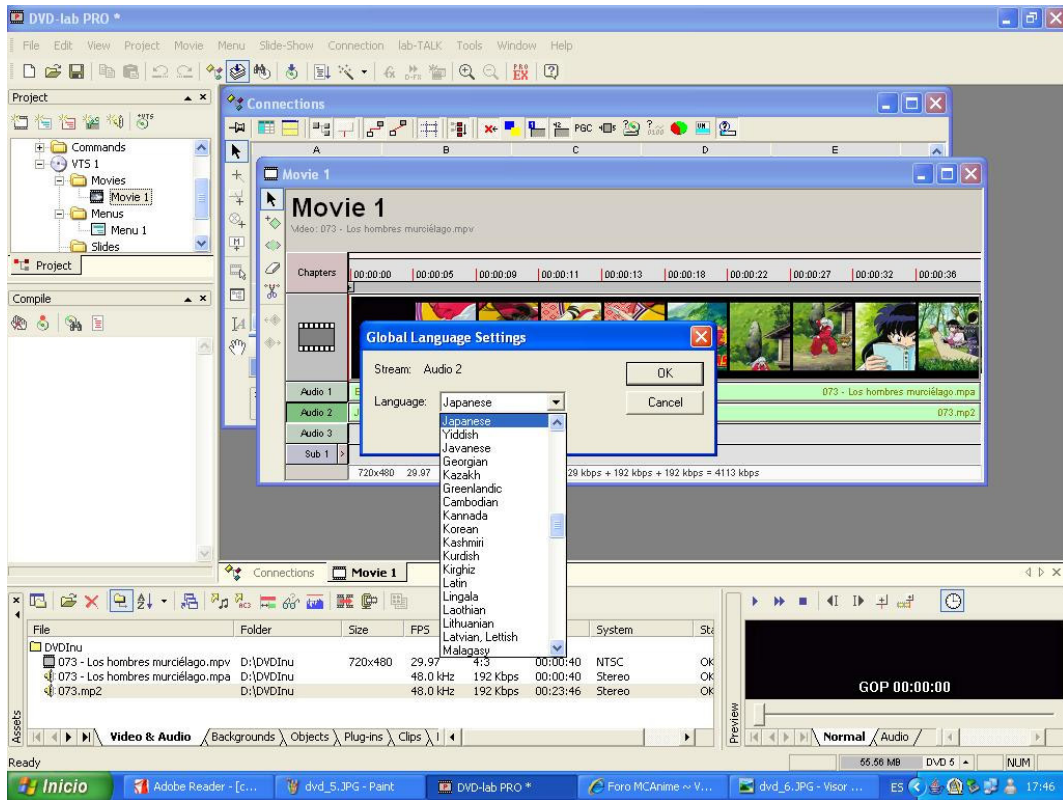 DVD-lab PRO *
File Edit View Project Movie Menu Slide-Show Connection lab-TALK Tools Window Help
Project
Commands
VTS 1
Movies
Movie 1
Menus
Menu 1
Slides
Project
Compile
Connections
PGC
A B C D E
Movie 1
Movie 1
Video: 073 - Los hombres murciélago.mpv
Chapters 00:00:00 00:00:05 00:00:09 00:00:11 00:00:13 00:00:18 00:00:22 00:00:27 00:00:32 00:00:36
Audio 1 073 - Los hombres murciélago.mpa
Audio 2 073.mp2
Audio 3
Sub 1
720x480 29.97 29 kbps + 192 kbps + 192 kbps = 4113 kbps
Global Language Settings
Stream: Audio 2
OK
Language: Japanese
Cancel
Japanese
Yiddish
Javanese
Georgian
Kazakh
Greenlandic
Cambodian
Kannada
Korean
Kashmiri
Kurdish
Kirghiz
Latin
Lingala
Laothian
Lithuanian
Latvian, Lettish
Malagasy
Connections Movie 1
File Folder Size FPS System
DVDInu
073 - Los hombres murciélago.mpv D:\DVDInu 720x480 29.97 4:3 00:00:40 NTSC OK
073 - Los hombres murciélago.mpa D:\DVDInu 48.0 kHz 192 Kbps 00:00:40 Stereo OK
073.mp2 D:\DVDInu 48.0 kHz 192 Kbps 00:23:46 Stereo OK
Assets
Video & Audio Backgrounds Objects Plug-ins Clips
Preview
GOP 00:00:00
Normal Audio
Ready
55.56 MB DVD 5 NUM
Inicio Adobe Reader - [c... dvd_5.JPG - Paint DVD-lab PRO * Foro MCAnime ~ V... dvd_6.JPG - Visor ... ES 17:46